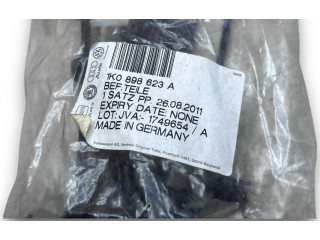 Audi
1K0 898 623 A
BEF.TEILE
1 SATZ PP 26.08.2011
EXPIRY DATE: NONE
LOT: JVA:- 1749654 / A
MADE IN GERMANY